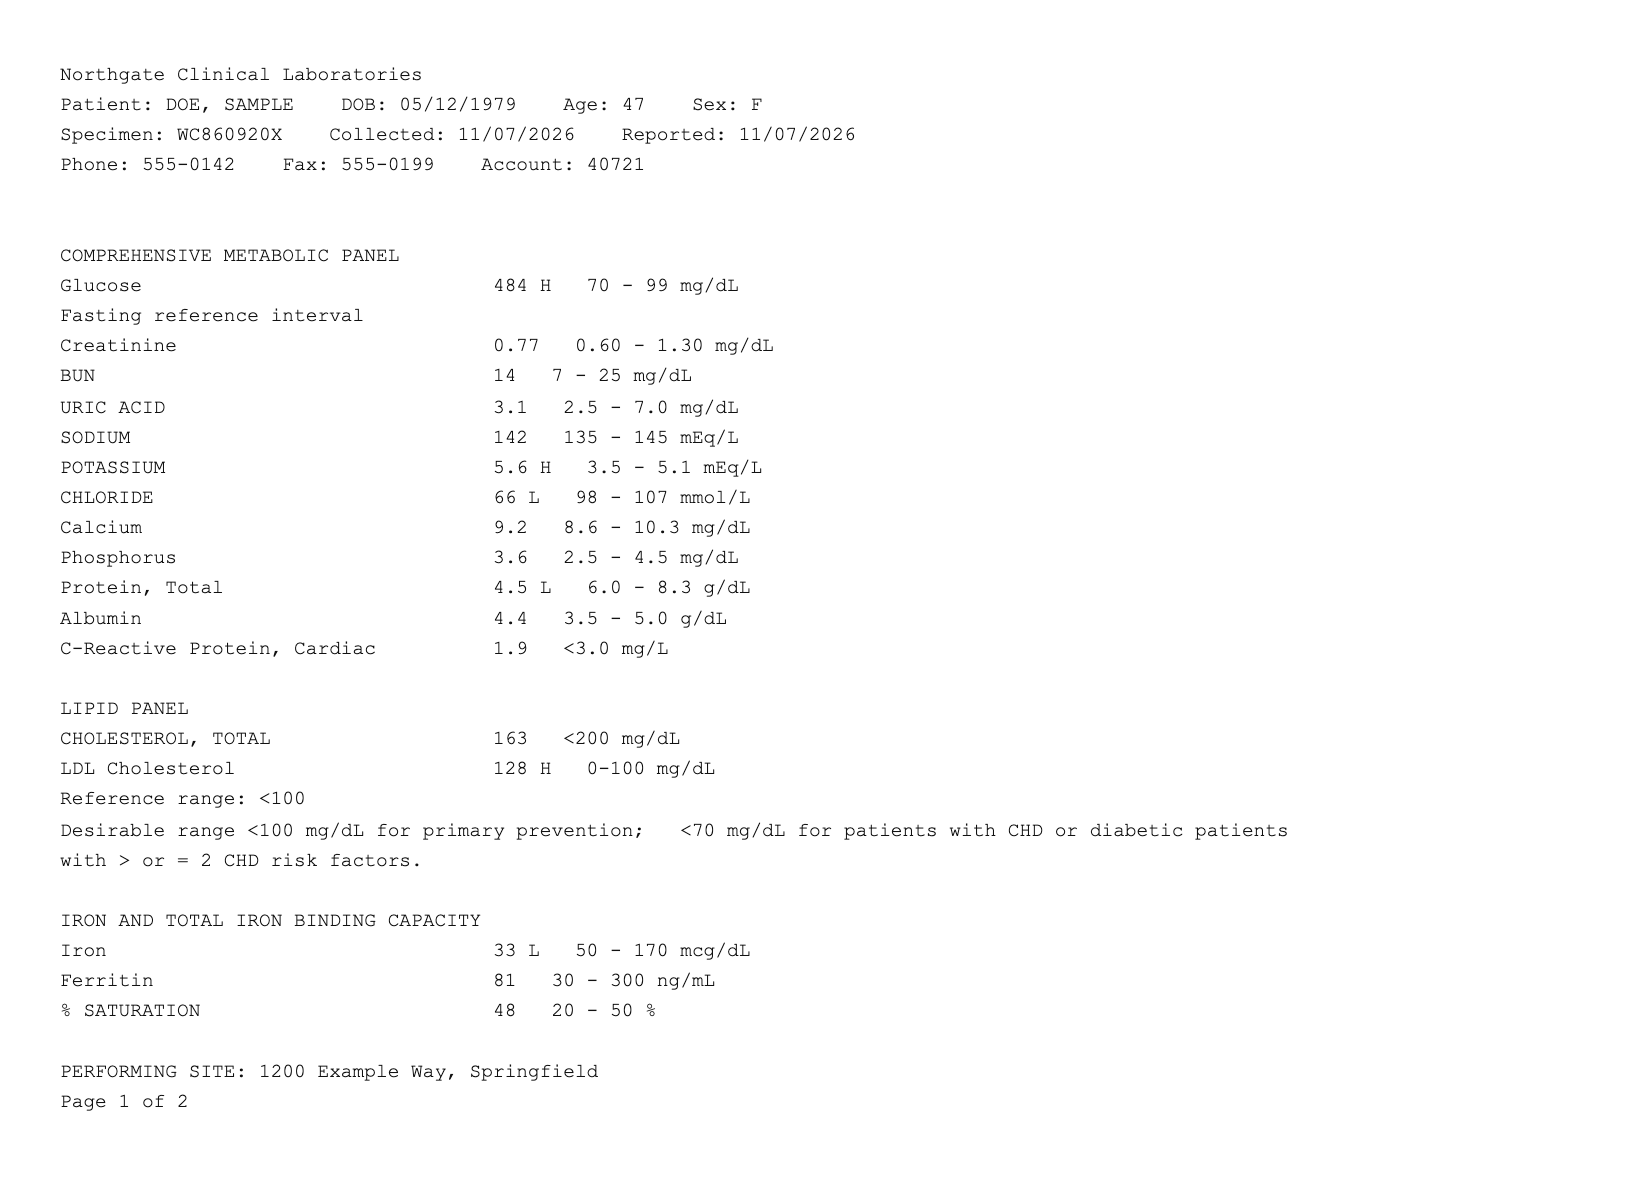 Northgate Clinical Laboratories
Patient: DOE, SAMPLE    DOB: 05/12/1979    Age: 47    Sex: F
Specimen: WC860920X    Collected: 11/07/2026    Reported: 11/07/2026
Phone: 555-0142    Fax: 555-0199    Account: 40721
COMPREHENSIVE METABOLIC PANEL
Glucose    484 H   70 - 99 mg/dL
Fasting reference interval
Creatinine    0.77   0.60 - 1.30 mg/dL
BUN    14   7 - 25 mg/dL
URIC ACID    3.1   2.5 - 7.0 mg/dL
SODIUM    142   135 - 145 mEq/L
POTASSIUM    5.6 H   3.5 - 5.1 mEq/L
CHLORIDE    66 L   98 - 107 mmol/L
Calcium    9.2   8.6 - 10.3 mg/dL
Phosphorus    3.6   2.5 - 4.5 mg/dL
Protein, Total    4.5 L   6.0 - 8.3 g/dL
Albumin    4.4   3.5 - 5.0 g/dL
C-Reactive Protein, Cardiac    1.9   <3.0 mg/L
LIPID PANEL
CHOLESTEROL, TOTAL    163   <200 mg/dL
LDL Cholesterol    128 H   0-100 mg/dL
Reference range: <100
Desirable range <100 mg/dL for primary prevention;   <70 mg/dL for patients with CHD or diabetic patients
with > or = 2 CHD risk factors.
IRON AND TOTAL IRON BINDING CAPACITY
Iron    33 L   50 - 170 mcg/dL
Ferritin    81   30 - 300 ng/mL
% SATURATION    48   20 - 50 %
PERFORMING SITE: 1200 Example Way, Springfield
Page 1 of 2